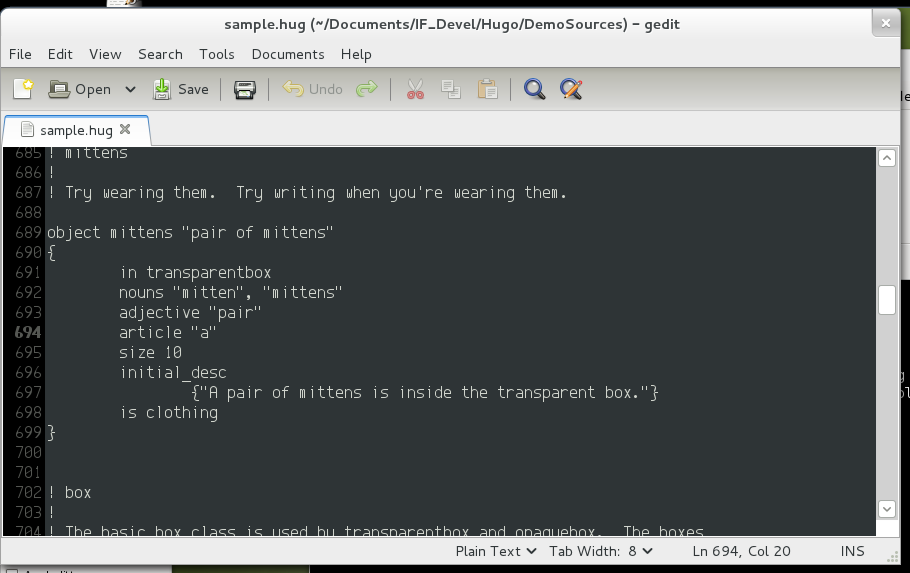 sample.hug (~/Documents/IF_Devel/Hugo/DemoSources) - gedit
File Edit View Search Tools Documents Help
Open Save Undo
sample.hug
685 ! mittens
686 !
687 ! Try wearing them.  Try writing when you're wearing them.
688
689 object mittens "pair of mittens"
690 {
691 in transparentbox
692 nouns "mitten", "mittens"
693 adjective "pair"
694 article "a"
695 size 10
696 initial_desc
697 {"A pair of mittens is inside the transparent box."}
698 is clothing
699 }
700
701
702 ! box
703 !
704 ! The basic box class is used by transparentbox and opaquebox.  The boxes
Plain Text Tab Width: 8 Ln 694, Col 20 INS